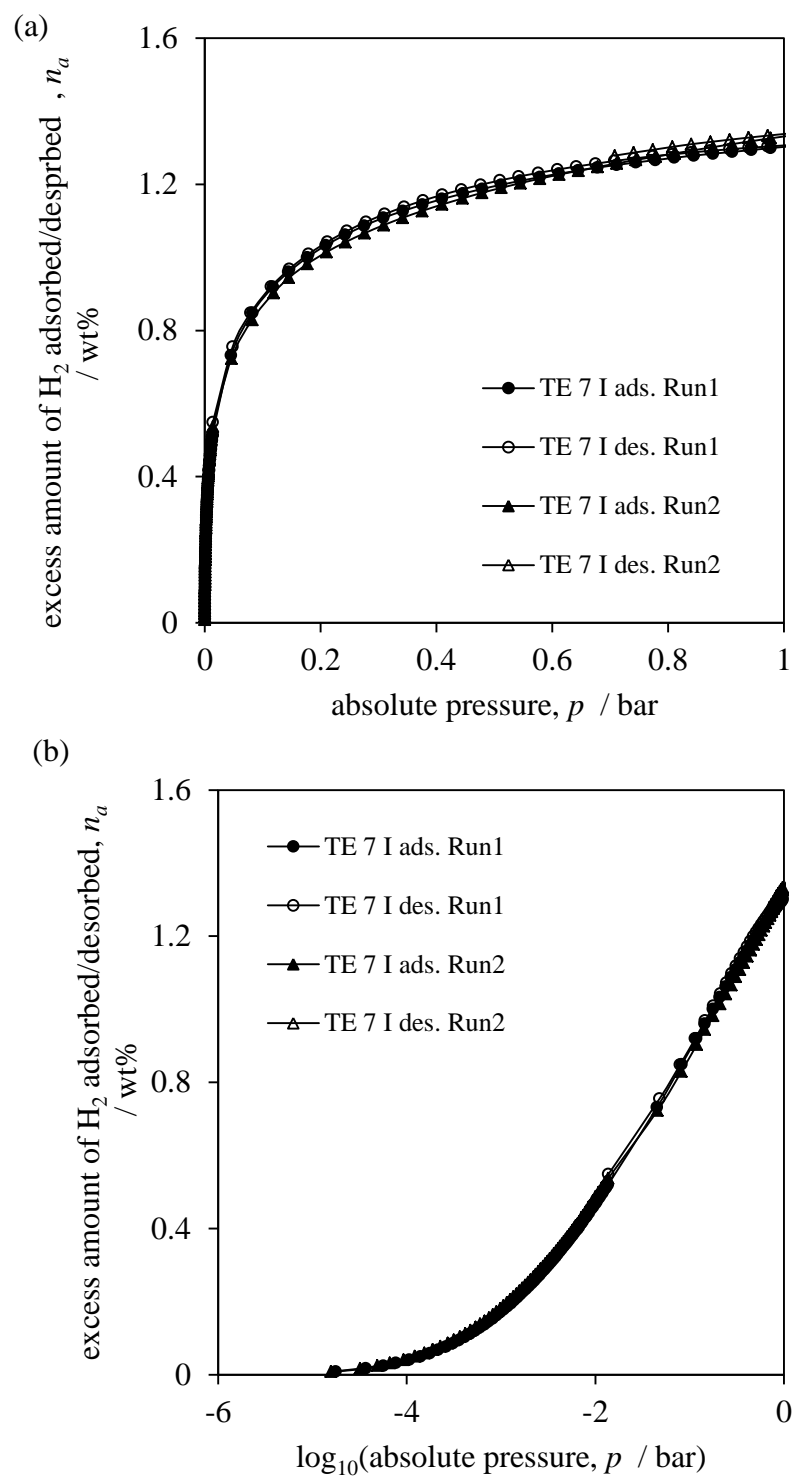 (a)
excess amount of H2 adsorbed/desprbed , na
/ wt%
1.6
1.2
0.8
0.4
0
TE 7 I ads. Run1
TE 7 I des. Run1
TE 7 I ads. Run2
TE 7 I des. Run2
0 0.2 0.4 0.6 0.8 1
absolute pressure, p / bar
(b)
excess amount of H2 adsorbed/desorbed, na
/ wt%
1.6
1.2
0.8
0.4
0
TE 7 I ads. Run1
TE 7 I des. Run1
TE 7 I ads. Run2
TE 7 I des. Run2
-6 -4 -2 0
log10(absolute pressure, p / bar)